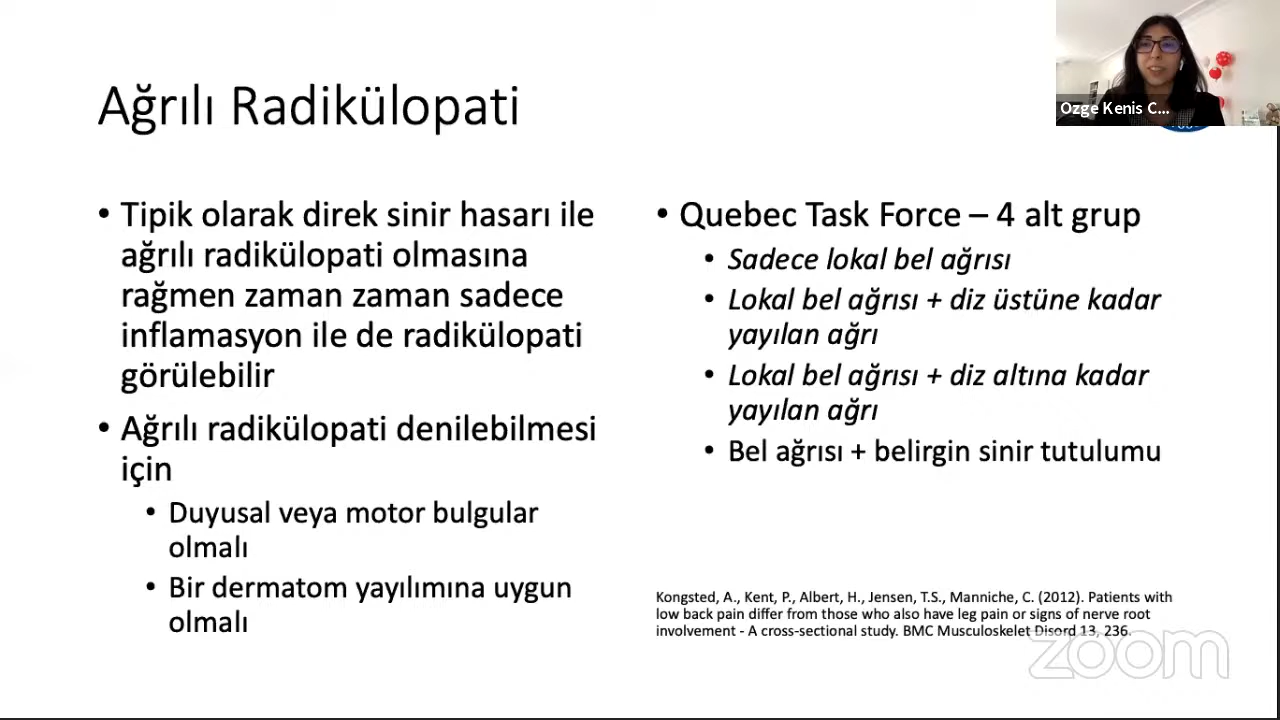 Ozge Kenis C...
Ağrılı Radikülopati
• Tipik olarak direk sinir hasarı ile
ağrılı radikülopati olmasına
rağmen zaman zaman sadece
inflamasyon ile de radikülopati
görülebilir
• Ağrılı radikülopati denilebilmesi
için
• Duyusal veya motor bulgular
olmalı
• Bir dermatom yayılımına uygun
olmalı
• Quebec Task Force – 4 alt grup
• Sadece lokal bel ağrısı
• Lokal bel ağrısı + diz üstüne kadar
yayılan ağrı
• Lokal bel ağrısı + diz altına kadar
yayılan ağrı
• Bel ağrısı + belirgin sinir tutulumu
Kongsted, A., Kent, P., Albert, H., Jensen, T.S., Manniche, C. (2012). Patients with
low back pain differ from those who also have leg pain or signs of nerve root
involvement - A cross-sectional study. BMC Musculoskelet Disord 13, 236.
zoom